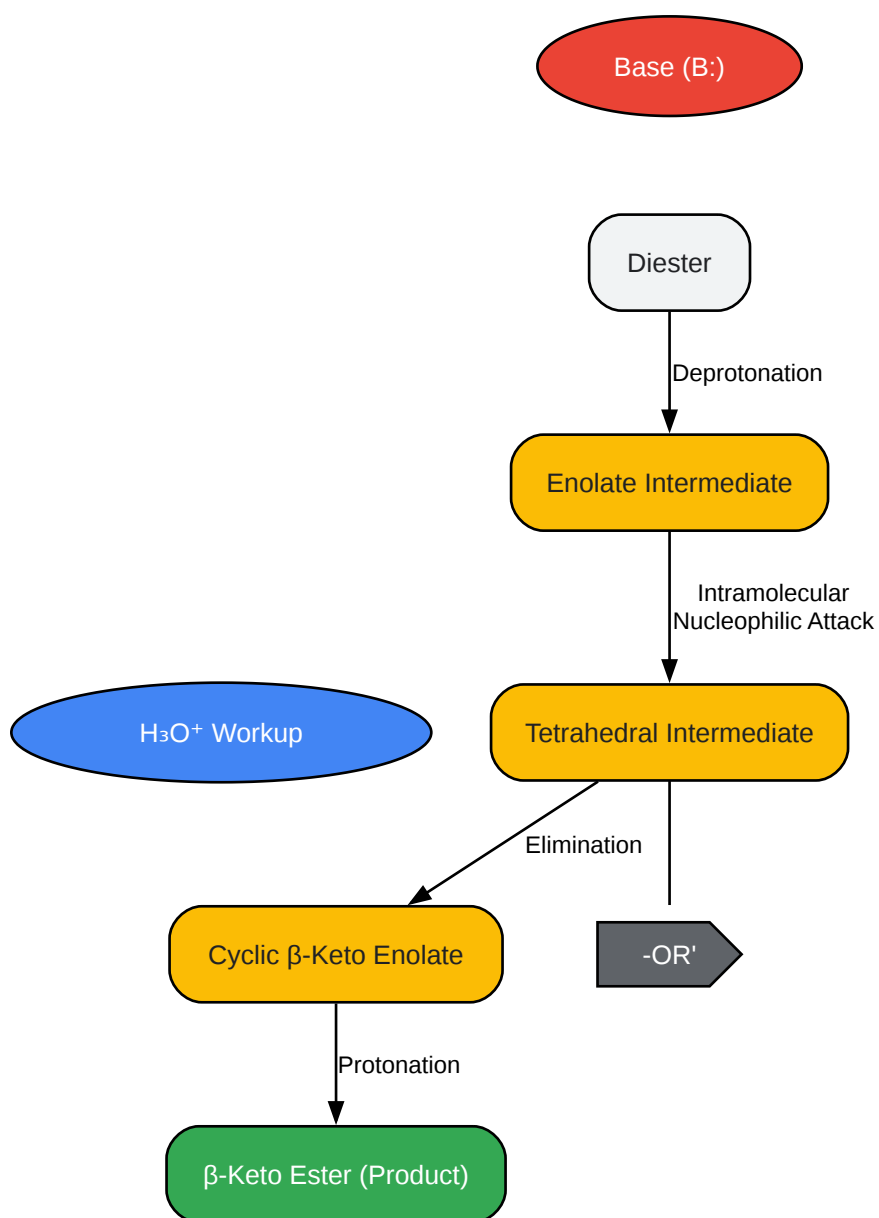 Base (B:)
Diester
Deprotonation
Enolate Intermediate
Intramolecular
Nucleophilic Attack
H₃O⁺ Workup
Tetrahedral Intermediate
Elimination
Cyclic β-Keto Enolate
-OR'
Protonation
β-Keto Ester (Product)